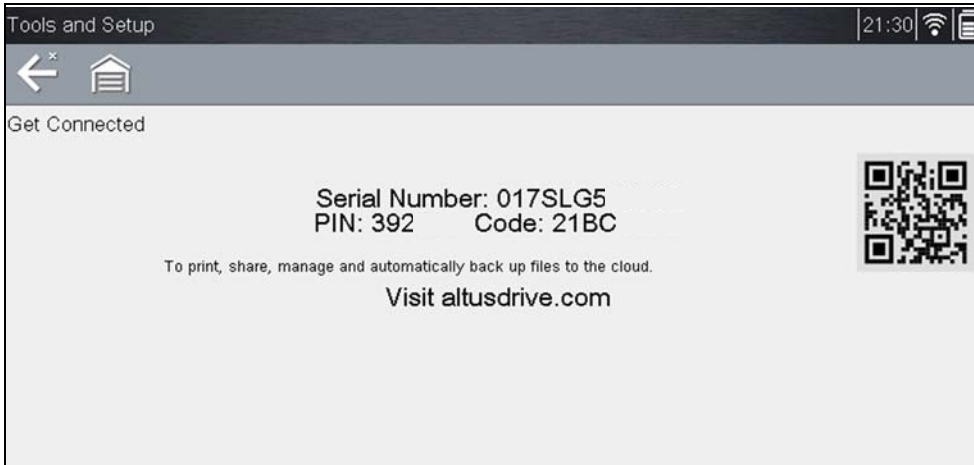 Tools and Setup 21:30
Get Connected
Serial Number: 017SLG5
PIN: 392 Code: 21BC
To print, share, manage and automatically back up files to the cloud.
Visit altusdrive.com